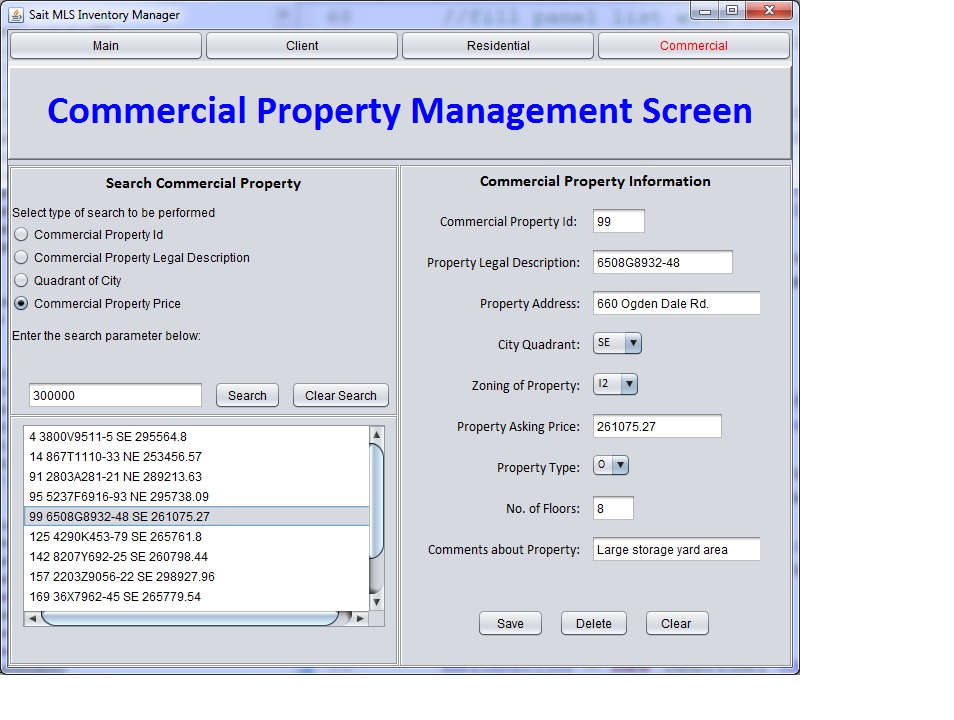 Sait MLS Inventory Manager
Main
Client
Residential
Commercial
Commercial Property Management Screen
Search Commercial Property
Select type of search to be performed
Commercial Property Id
Commercial Property Legal Description
Quadrant of City
Commercial Property Price
Enter the search parameter below:
300000
Search
Clear Search
4 3800V9511-5 SE 295564.8
14 867T1110-33 NE 253456.57
91 2803A281-21 NE 289213.63
95 5237F6916-93 NE 295738.09
99 6508G8932-48 SE 261075.27
125 4290K453-79 SE 265761.8
142 8207Y692-25 SE 260798.44
157 2203Z9056-22 SE 298927.96
169 36X7962-45 SE 265779.54
Commercial Property Information
Commercial Property Id: 99
Property Legal Description: 6508G8932-48
Property Address: 660 Ogden Dale Rd.
City Quadrant: SE
Zoning of Property: I2
Property Asking Price: 261075.27
Property Type: O
No. of Floors: 8
Comments about Property: Large storage yard area
Save
Delete
Clear